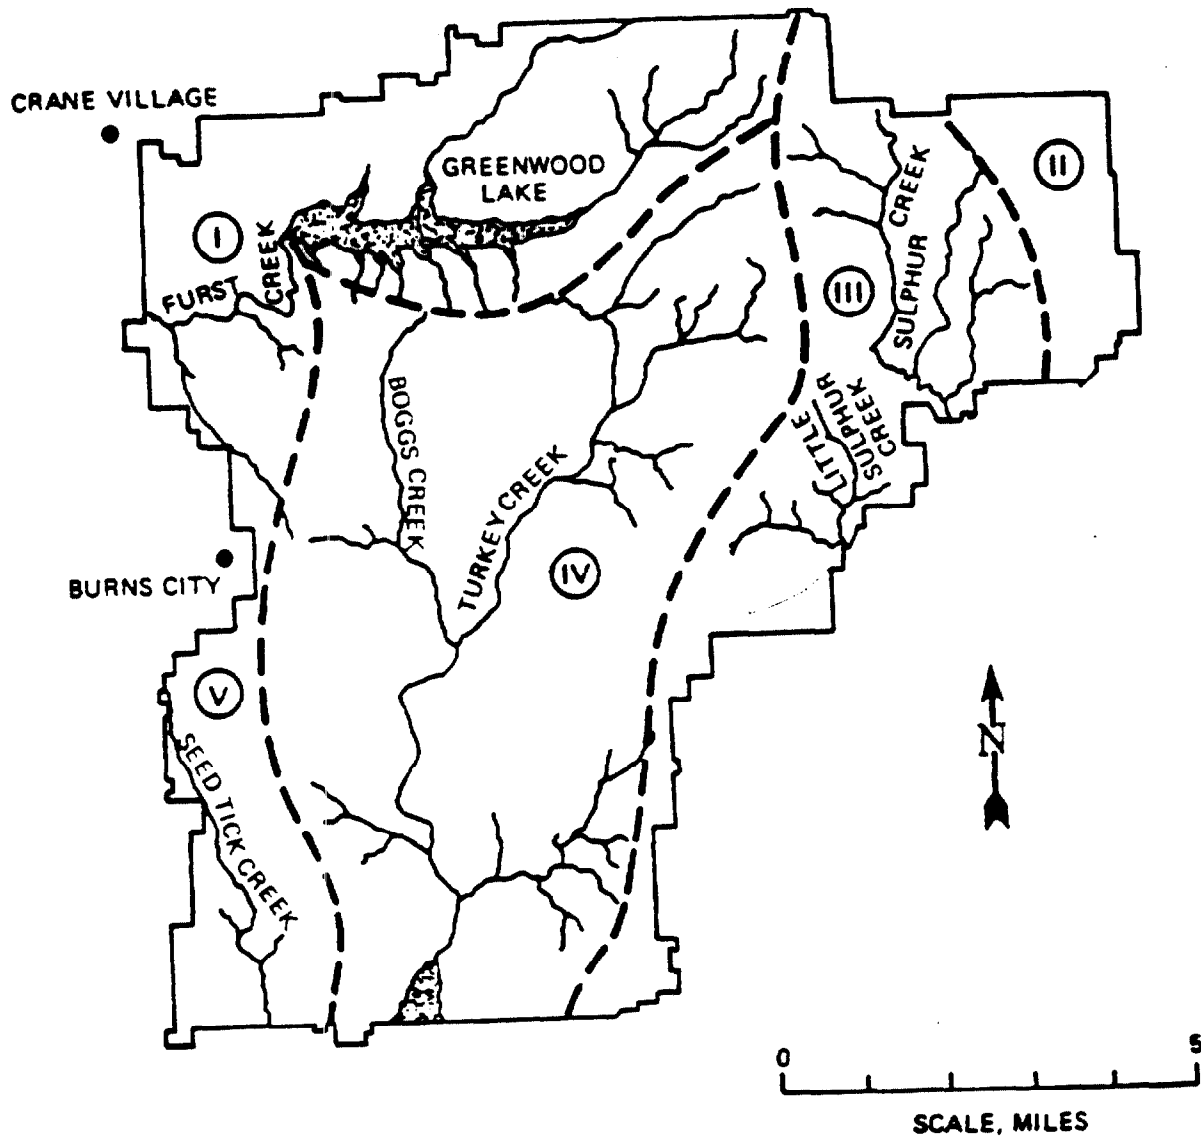 CRANE VILLAGE
GREENWOOD
LAKE
I
II
III
IV
V
FURST
CREEK
CREEK
SULPHUR
LITTLE
SULPHUR
CREEK
BOGGS CREEK
TURKEY CREEK
BURNS CITY
SEED TICK CREEK
N
0 5
SCALE, MILES